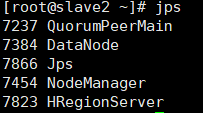 [root@slave2 ~]# jps
7237 QuorumPeerMain
7384 DataNode
7866 Jps
7454 NodeManager
7823 HRegionServer